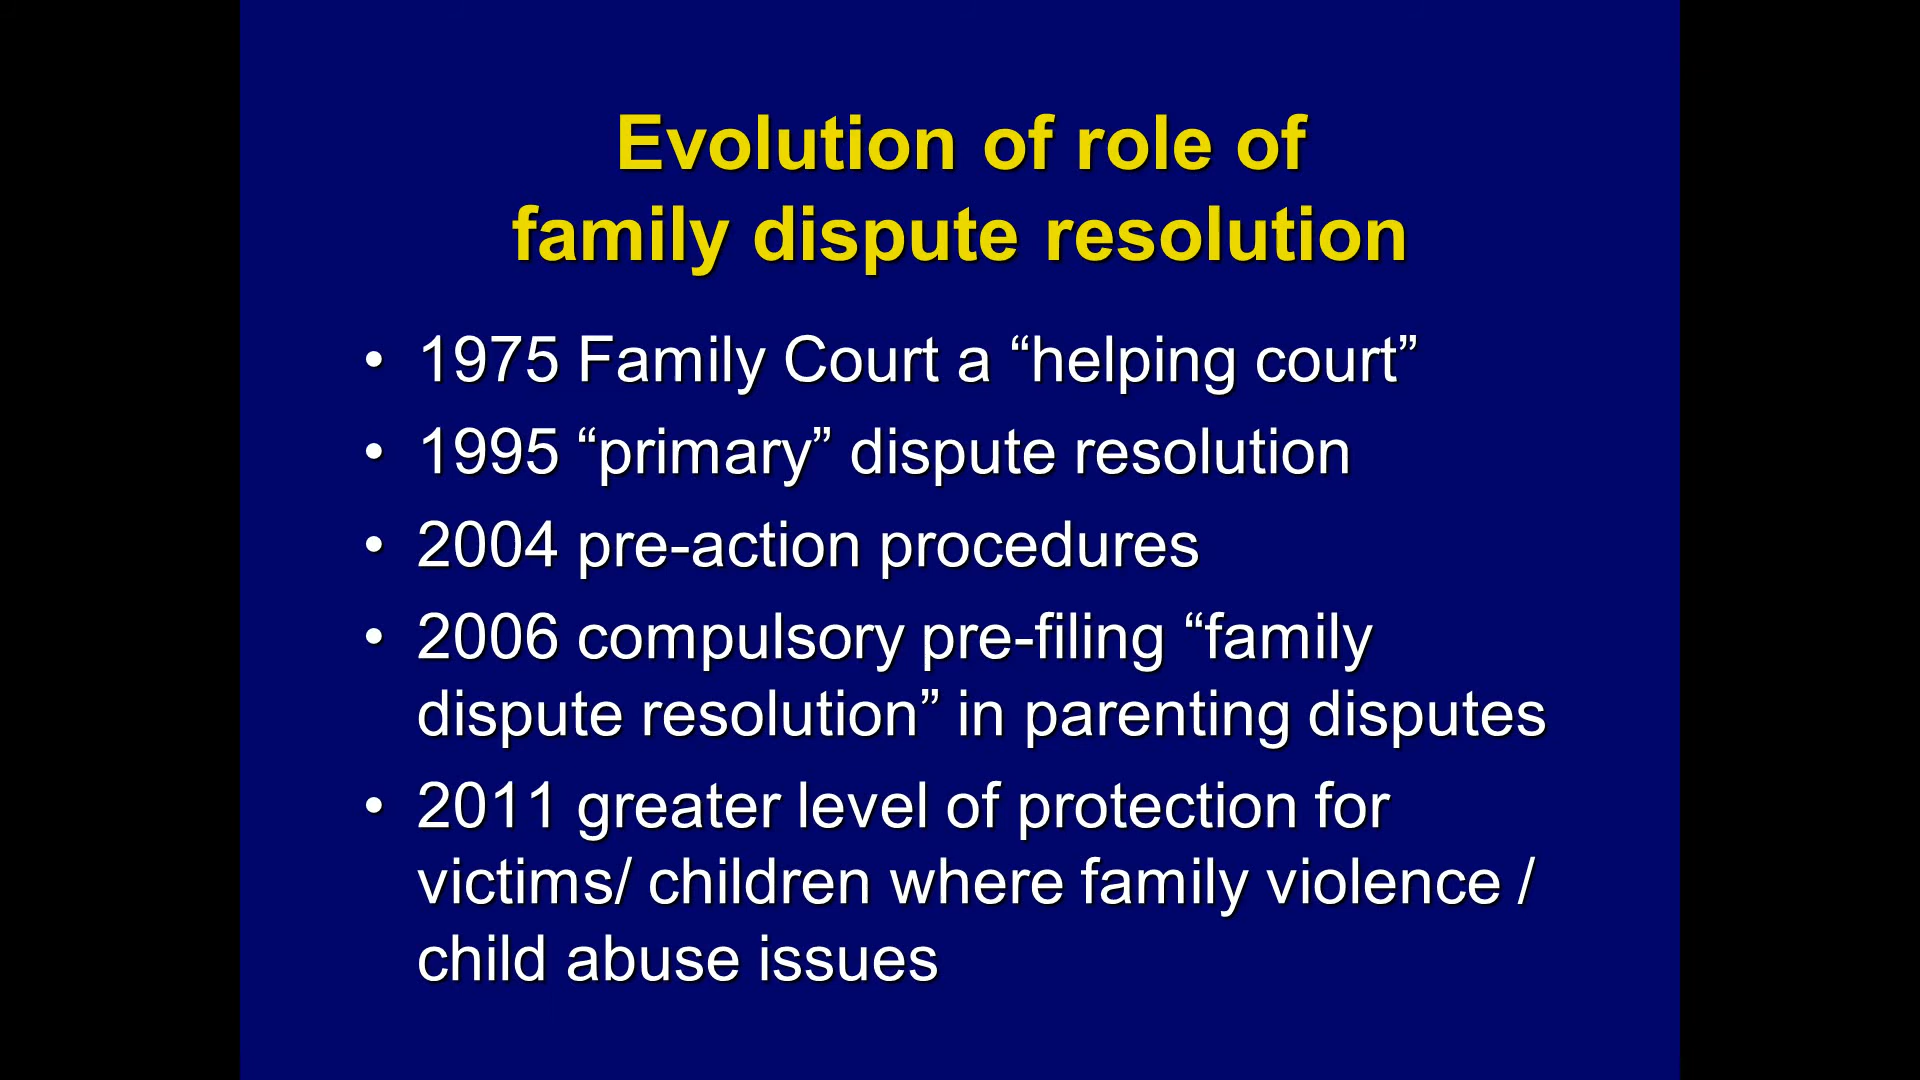 Evolution of role of
family dispute resolution
• 1975 Family Court a “helping court”
• 1995 “primary” dispute resolution
• 2004 pre-action procedures
• 2006 compulsory pre-filing “family
dispute resolution” in parenting disputes
• 2011 greater level of protection for
victims/ children where family violence /
child abuse issues